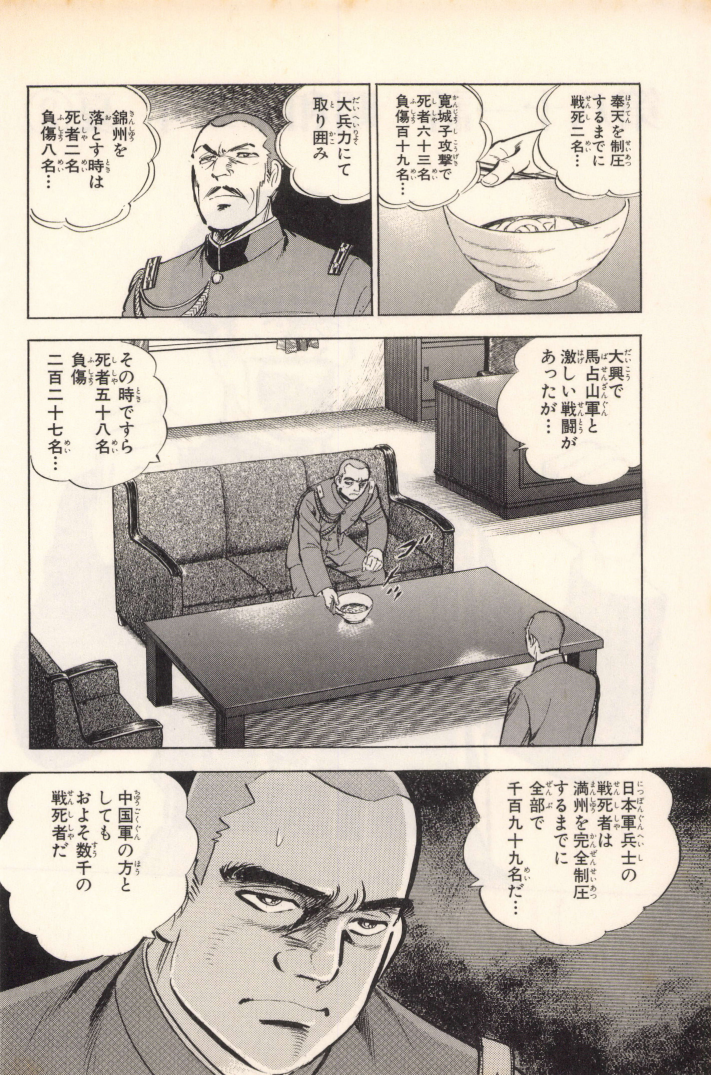 奉天を制圧
するまでに
戦死二名…
寛城子攻撃で
死者六十三名
負傷百十九名…
大兵力にて
取り囲み
錦州を
落とす時は
死者二名
負傷八名…
大興で
馬占山軍と
激しい戦闘が
あったが…
その時ですら
死者五十八名
負傷
二百二十七名…
ブ″
ト″
日本軍兵士の
戦死者は
満州を完全制圧
するまでに
全部で
千百九十九名だ…
中国軍の方と
しても
およそ数千の
戦死者だ